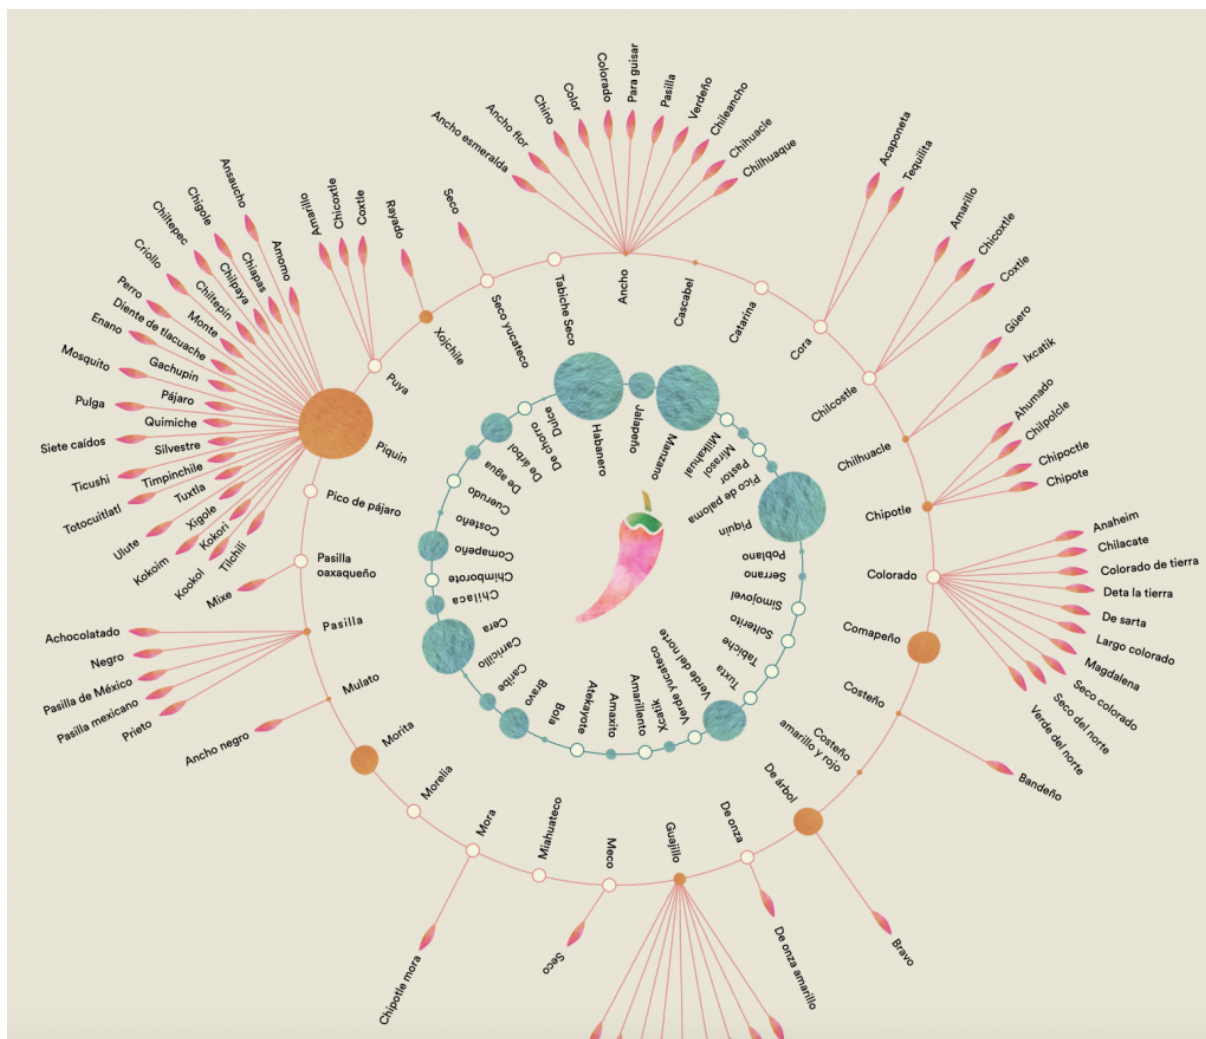 Ancho esmeralda
Ancho flor
Chino
Color
Colorado
Para guisar
Pasilla
Verdeño
Chileancho
Chihuacle
Chilhuaque
Acaponeta
Tequilita
Amarillo
Chicoxtle
Coxtle
Güero
Ixcatik
Ahumado
Chilpolcle
Chipoctle
Chipote
Anaheim
Chilacate
Colorado de tierra
Deta la tierra
De sarta
Largo colorado
Magdalena
Seco colorado
Seco del norte
Verde del norte
Bandeño
Bravo
De onza amarillo
Seco
Chipotle mora
Ancho negro
Prieto
Pasilla mexicano
Pasilla de México
Negro
Achocolatado
Mixe
Tlchili
Kookol
Kokori
Kokoim
Xigole
Ulute
Tuxtla
Totocuitlatl
Timpinchile
Ticushi
Silvestre
Siete caídos
Quimiche
Pulga
Pájaro
Mosquito
Gachupin
Enano
Diente de tlacuache
Perro
Monte
Criollo
Chiltepin
Chiltepec
Chilpaya
Chigole
Chiapas
Ansaucho
Amomo
Amarillo
Chicoxtle
Coxtle
Rayado
Seco
Ancho
Cascabel
Catarina
Cora
Chilcostle
Chilhuacle
Chipotle
Colorado
Comapeño
Costeño
Costeño
amarillo y rojo
De árbol
De onza
Guajillo
Meco
Miahuateco
Mora
Morelia
Morita
Mulato
Pasilla
Pasilla
oaxaqueño
Pico de pájaro
Piquin
Puya
Xojchile
Seco yucateco
Tabiche Seco
Habanero
Jalapeño
Manzano
Milkahual
Mirasol
Pastor
Pico de paloma
Piquin
Poblano
Serrano
Simojovel
Solterito
Tabiche
Tuxta
Verde del norte
Verde yucateco
Xcatik
Amarillento
Amaxito
Atekayote
Bola
Bravo
Caribe
Carricillo
Cera
Chilaca
Chimborote
Comapeño
Costeño
Cuerudo
De agua
De árbol
De chorro
Dulce